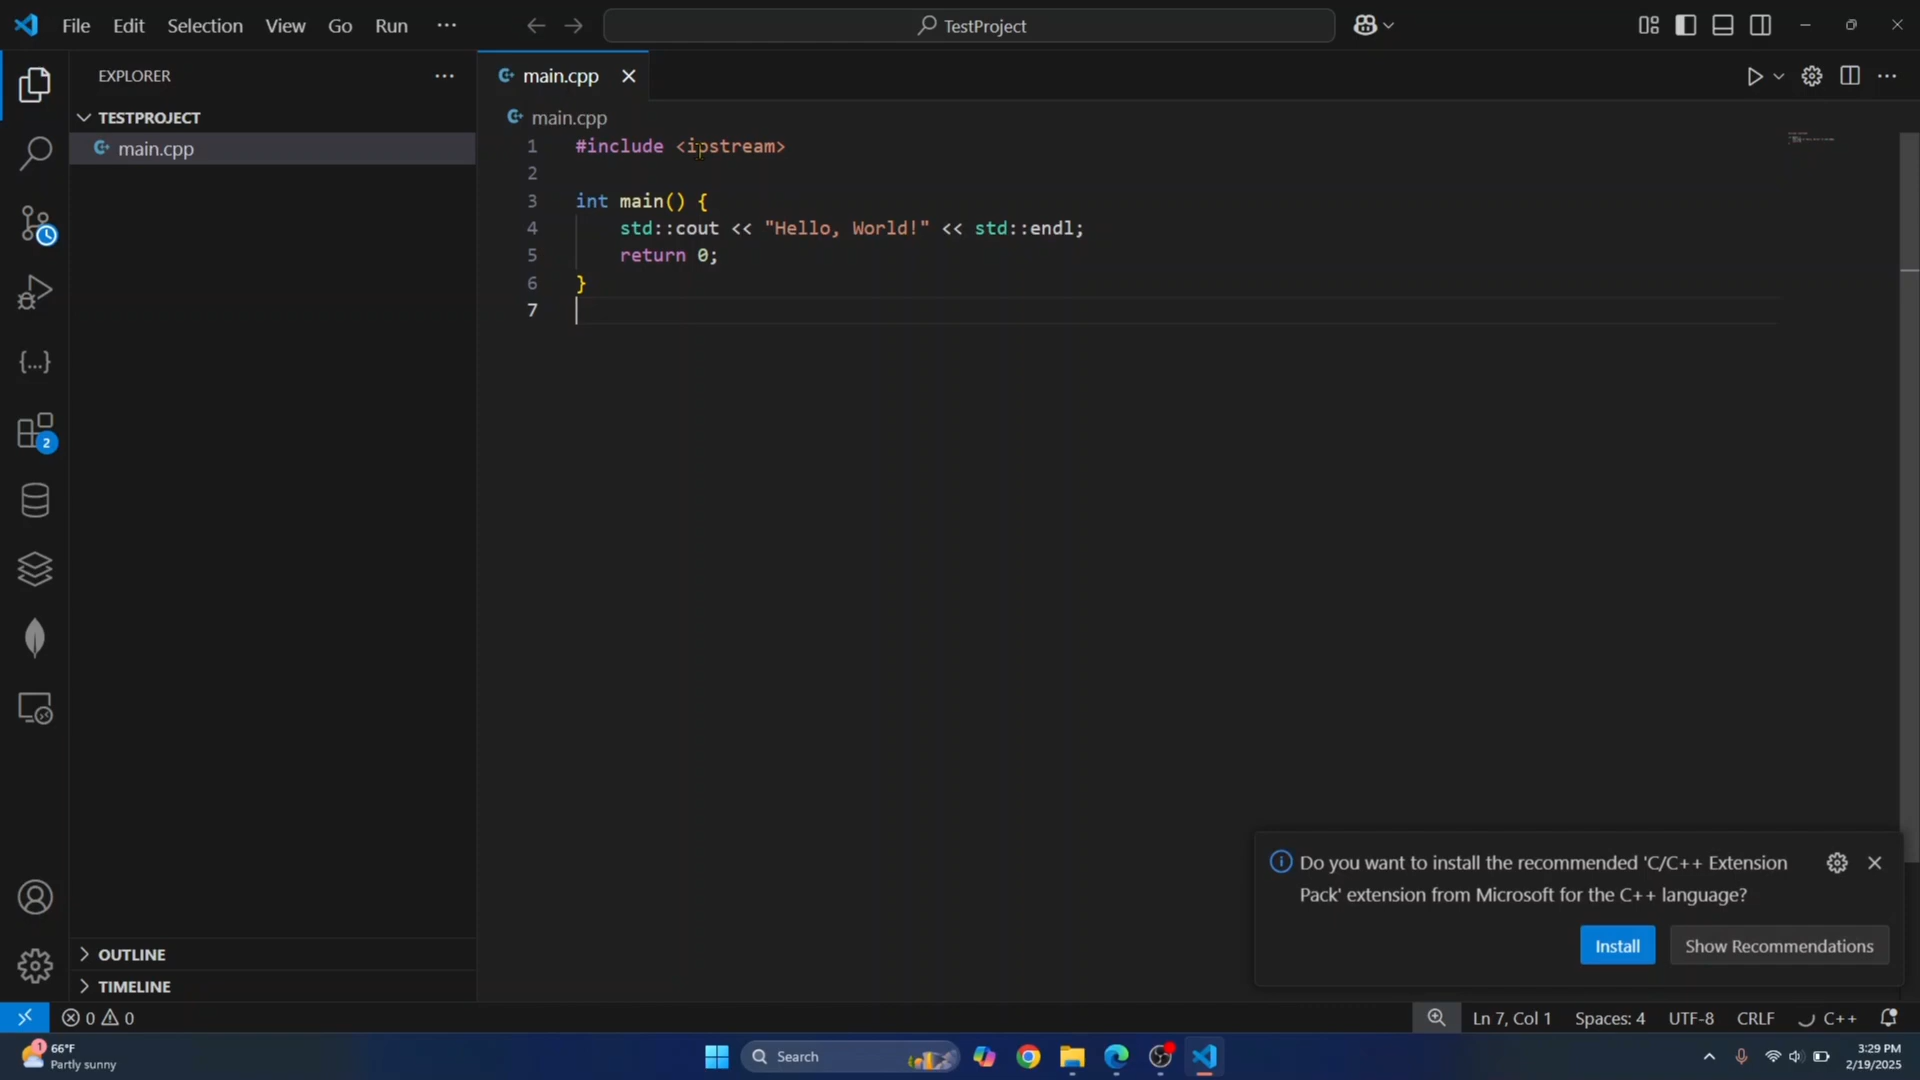 File Edit Selection View Go Run ···
TestProject
EXPLORER
TESTPROJECT
main.cpp
OUTLINE
TIMELINE
main.cpp
main.cpp
1 #include <iostream>
2
3 int main() {
4 std::cout << "Hello, World!" << std::endl;
5 return 0;
6 }
7
{...}
2
Do you want to install the recommended 'C/C++ Extension
Pack' extension from Microsoft for the C++ language?
Install Show Recommendations
0 0 Ln 7, Col 1 Spaces: 4 UTF-8 CRLF C++
1
66°F
Partly sunny
Search
3:29 PM
2/19/2025